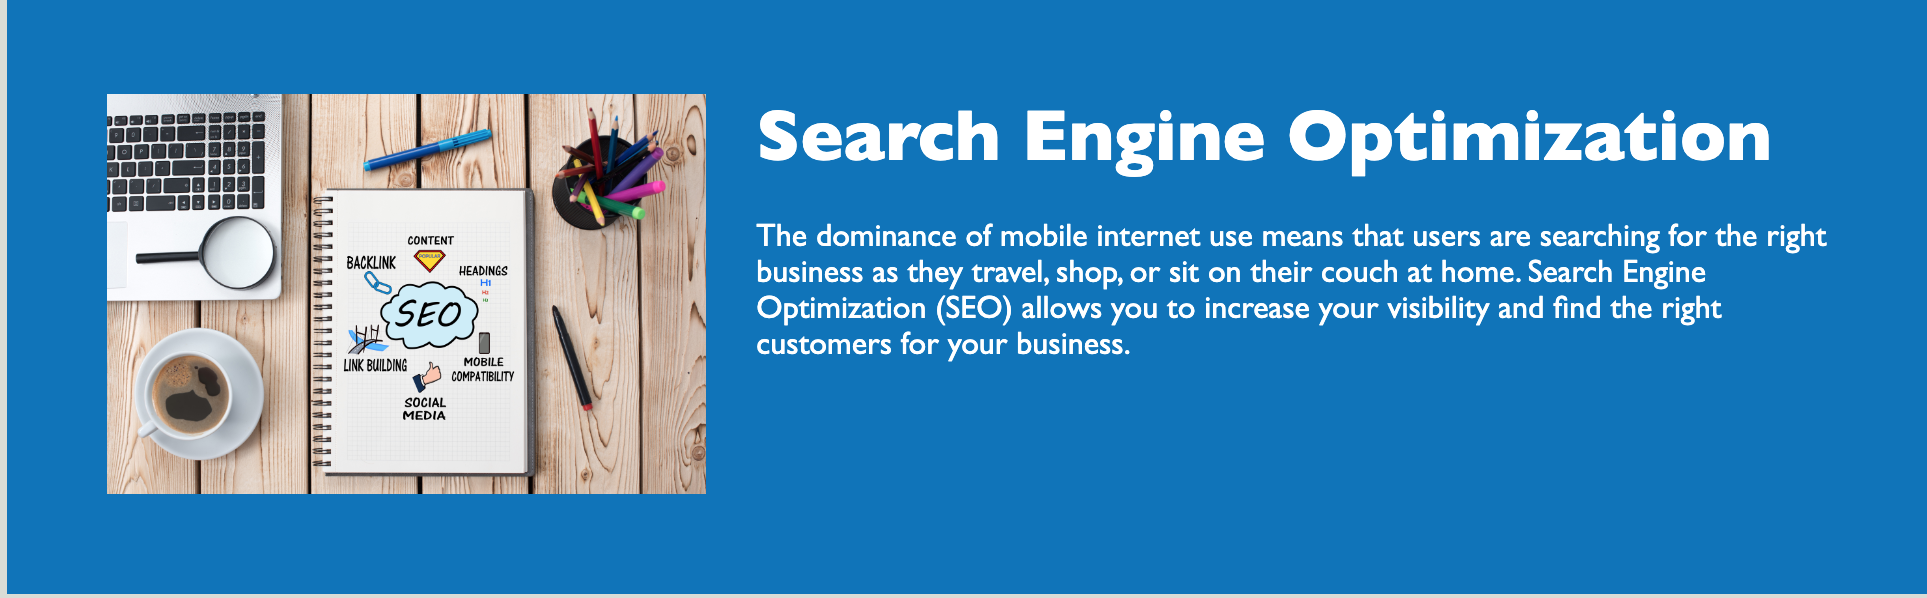 Search Engine Optimization
The dominance of mobile internet use means that users are searching for the right
business as they travel, shop, or sit on their couch at home. Search Engine
Optimization (SEO) allows you to increase your visibility and find the right
customers for your business.
CONTENT
POPULAR
BACKLINK
HEADINGS
H1
H2
H3
SEO
LINK BUILDING
MOBILE
COMPATIBILITY
SOCIAL
MEDIA